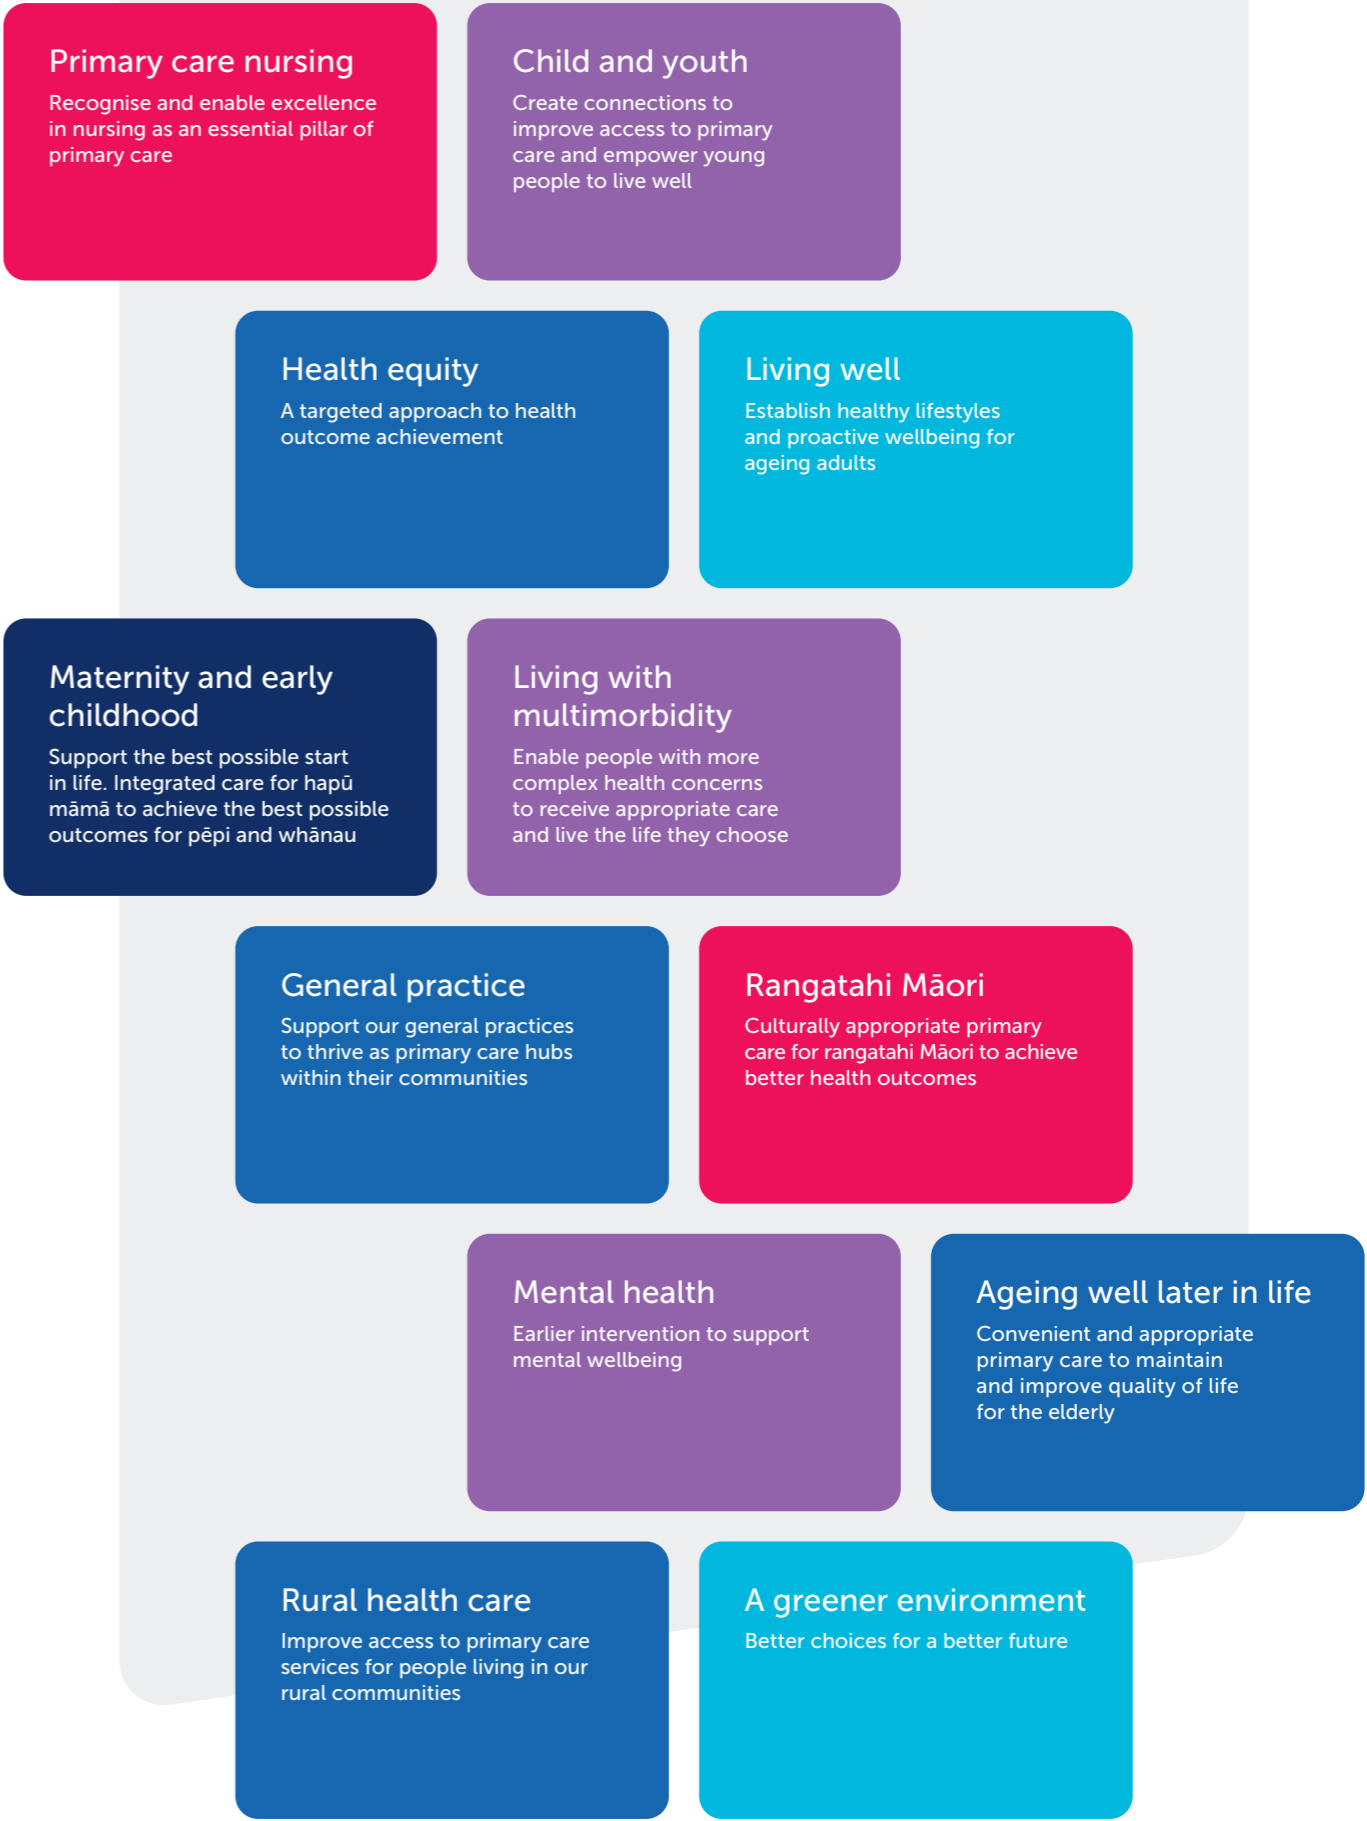 Primary care nursing
Recognise and enable excellence
in nursing as an essential pillar of
primary care
Child and youth
Create connections to
improve access to primary
care and empower young
people to live well
Health equity
A targeted approach to health
outcome achievement
Living well
Establish healthy lifestyles
and proactive wellbeing for
ageing adults
Maternity and early
childhood
Support the best possible start
in life. Integrated care for hapū
māmā to achieve the best possible
outcomes for pēpi and whānau
Living with
multimorbidity
Enable people with more
complex health concerns
to receive appropriate care
and live the life they choose
General practice
Support our general practices
to thrive as primary care hubs
within their communities
Rangatahi Māori
Culturally appropriate primary
care for rangatahi Māori to achieve
better health outcomes
Mental health
Earlier intervention to support
mental wellbeing
Ageing well later in life
Convenient and appropriate
primary care to maintain
and improve quality of life
for the elderly
Rural health care
Improve access to primary care
services for people living in our
rural communities
A greener environment
Better choices for a better future